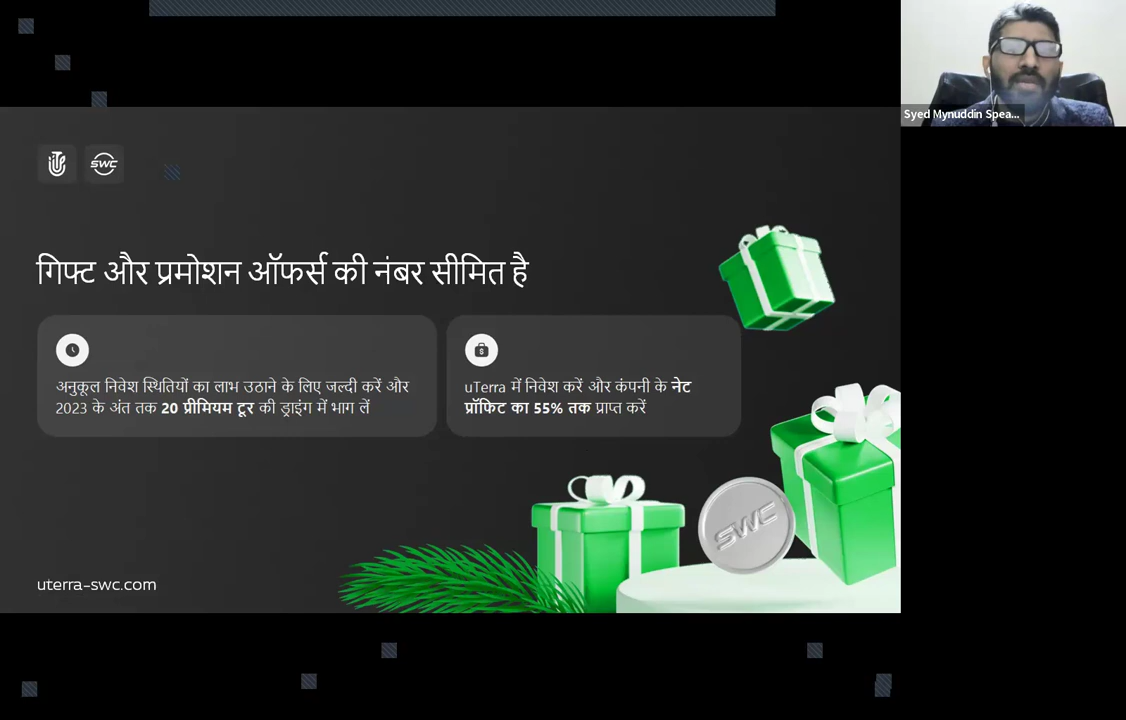 Syed Mynuddin Spea...
SWC
गिफ्ट और प्रमोशन ऑफर्स की नंबर सीमित है
अनुकूल निवेश स्थितियों का लाभ उठाने के लिए जल्दी करें और
2023 के अंत तक 20 प्रीमियम टूर की ड्राइंग में भाग लें
uTerra में निवेश करें और कंपनी के नेट
प्रॉफिट का 55% तक प्राप्त करें
SWC
uterra-swc.com